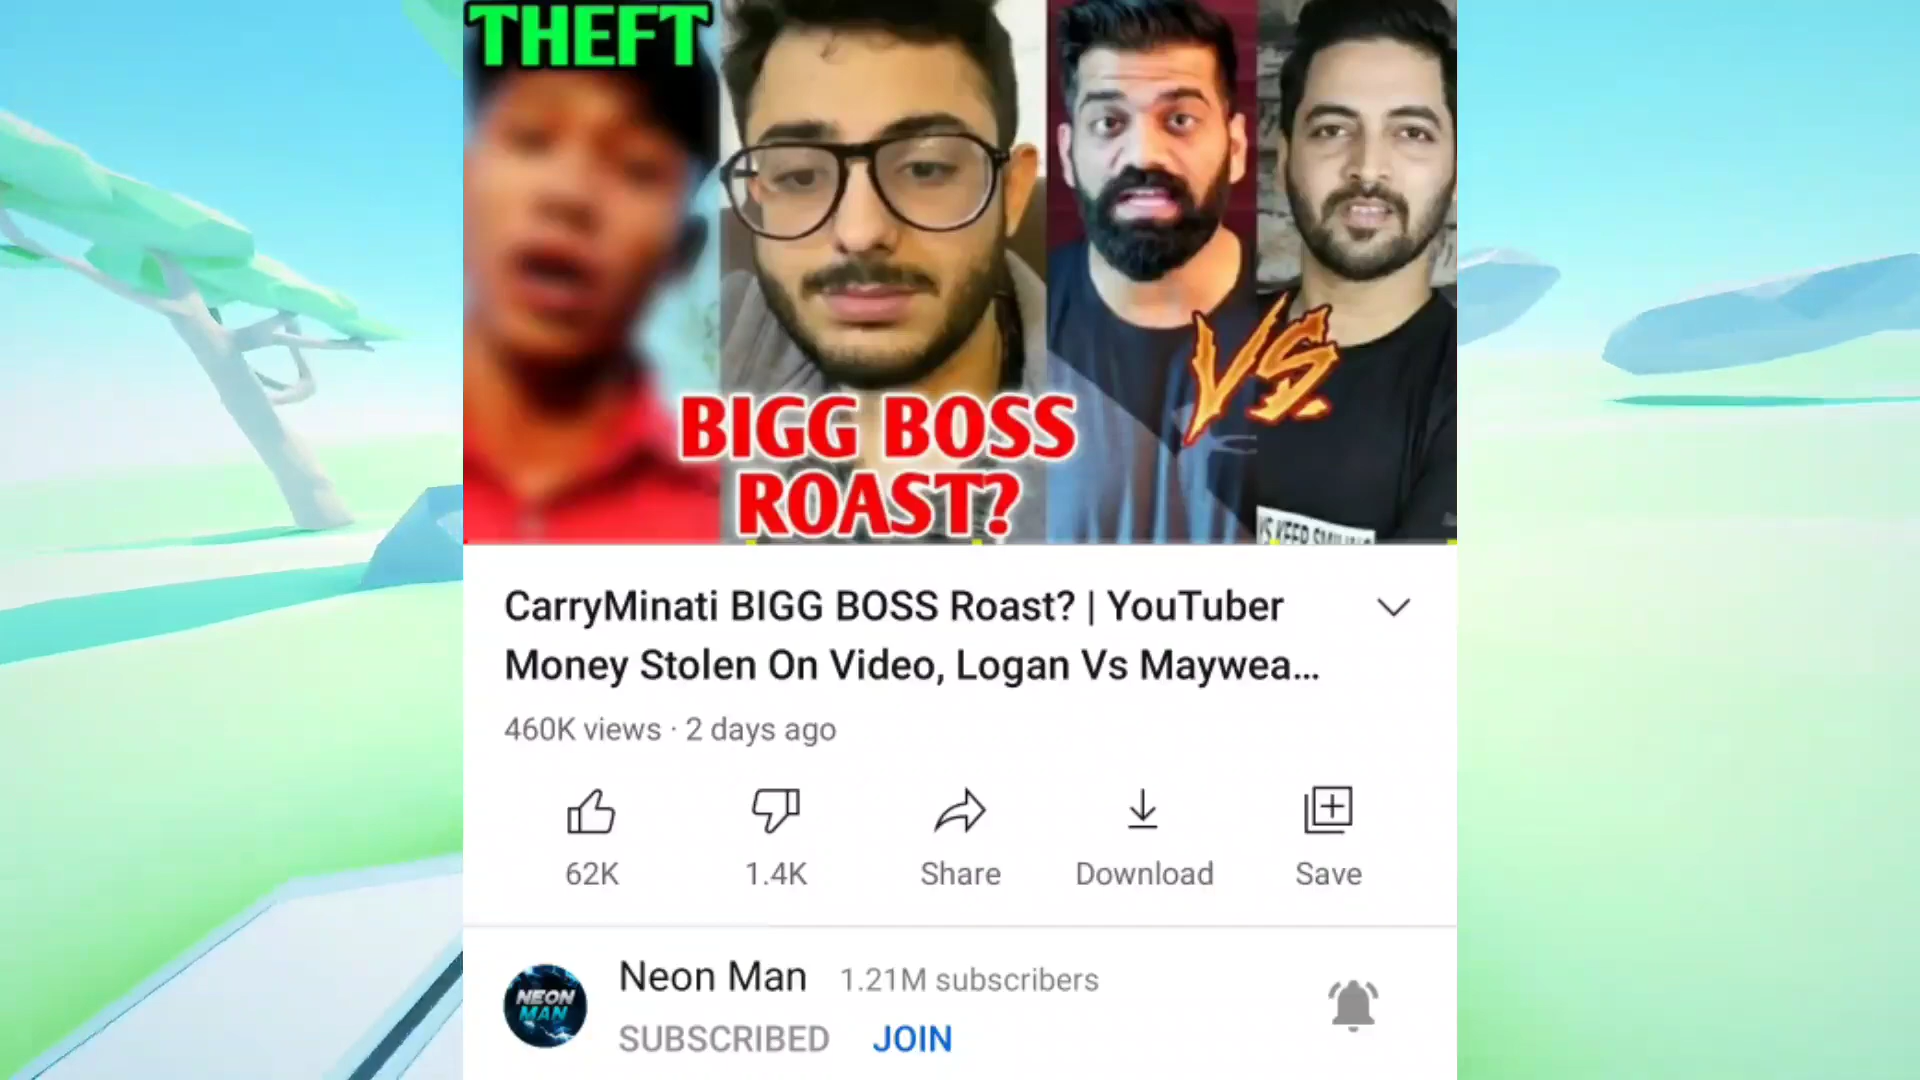 THEFT
VS.
BIGG BOSS
ROAST?
CarryMinati BIGG BOSS Roast? | YouTuber
Money Stolen On Video, Logan Vs Maywea...
460K views · 2 days ago
62K
1.4K
Share
Download
Save
NEON
MAN
Neon Man
1.21M subscribers
SUBSCRIBED
JOIN